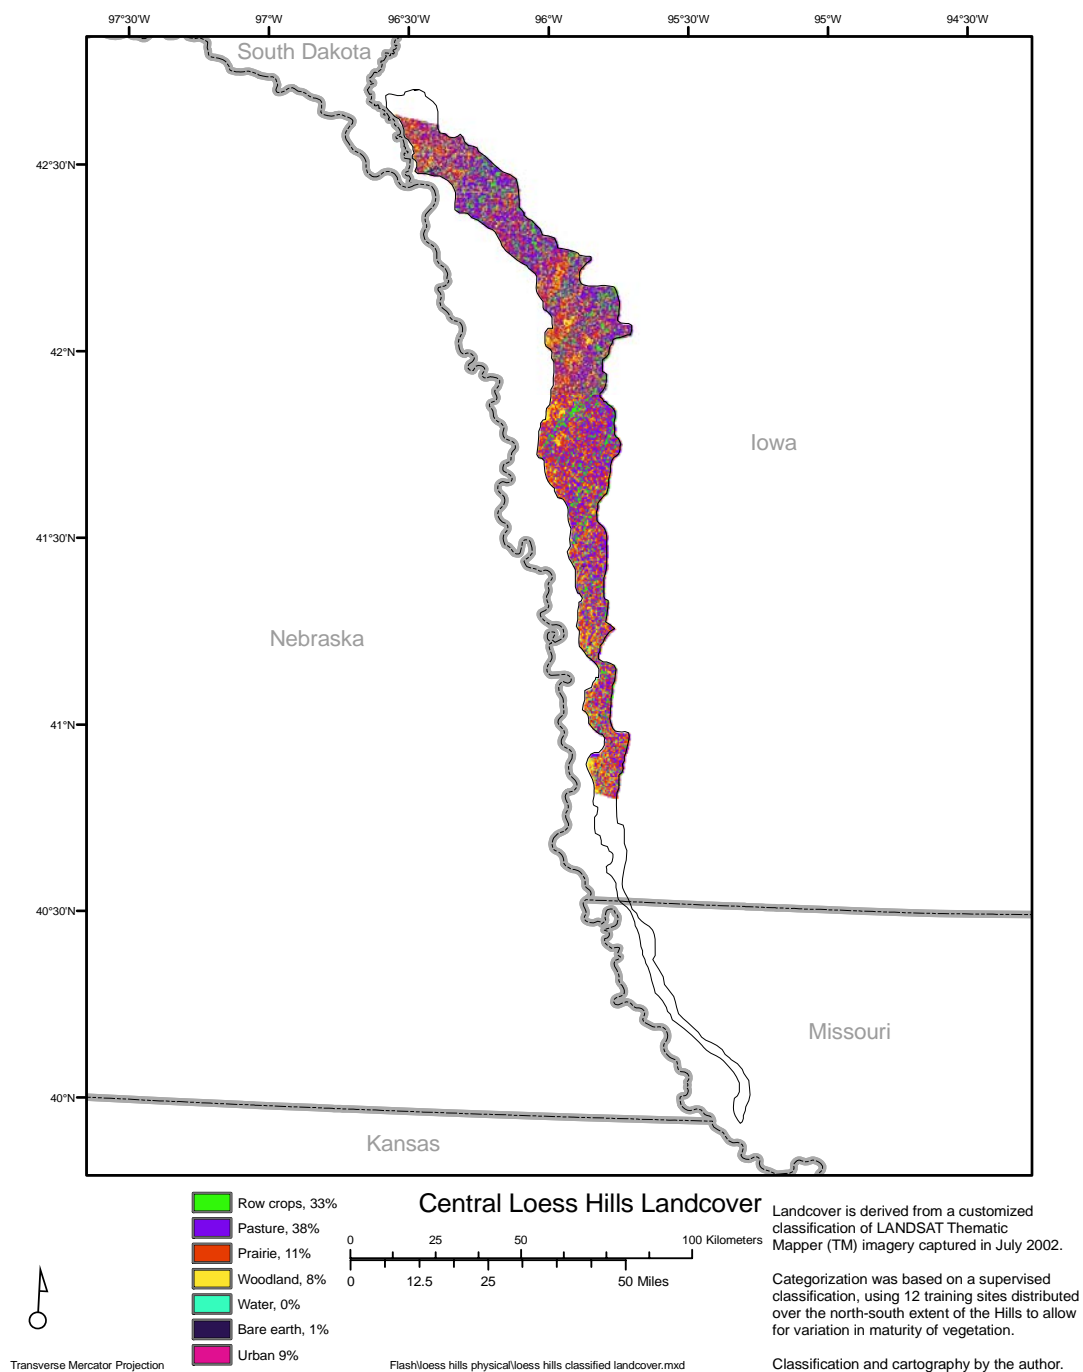 97°30'W 97°W 96°30'W 96°W 95°30'W 95°W 94°30'W
South Dakota
42°30'N
42°N
Iowa
41°30'N
Nebraska
41°N
40°30'N
Missouri
40°N
Kansas
Central Loess Hills Landcover
Row crops, 33%
Pasture, 38%
Prairie, 11%
Woodland, 8%
Water, 0%
Bare earth, 1%
Urban 9%
0 25 50 100 Kilometers
0 12.5 25 50 Miles
Landcover is derived from a customized
classification of LANDSAT Thematic
Mapper (TM) imagery captured in July 2002.
Categorization was based on a supervised
classification, using 12 training sites distributed
over the north-south extent of the Hills to allow
for variation in maturity of vegetation.
Classification and cartography by the author.
Transverse Mercator Projection
Flash\loess hills physical\loess hills classified landcover.mxd